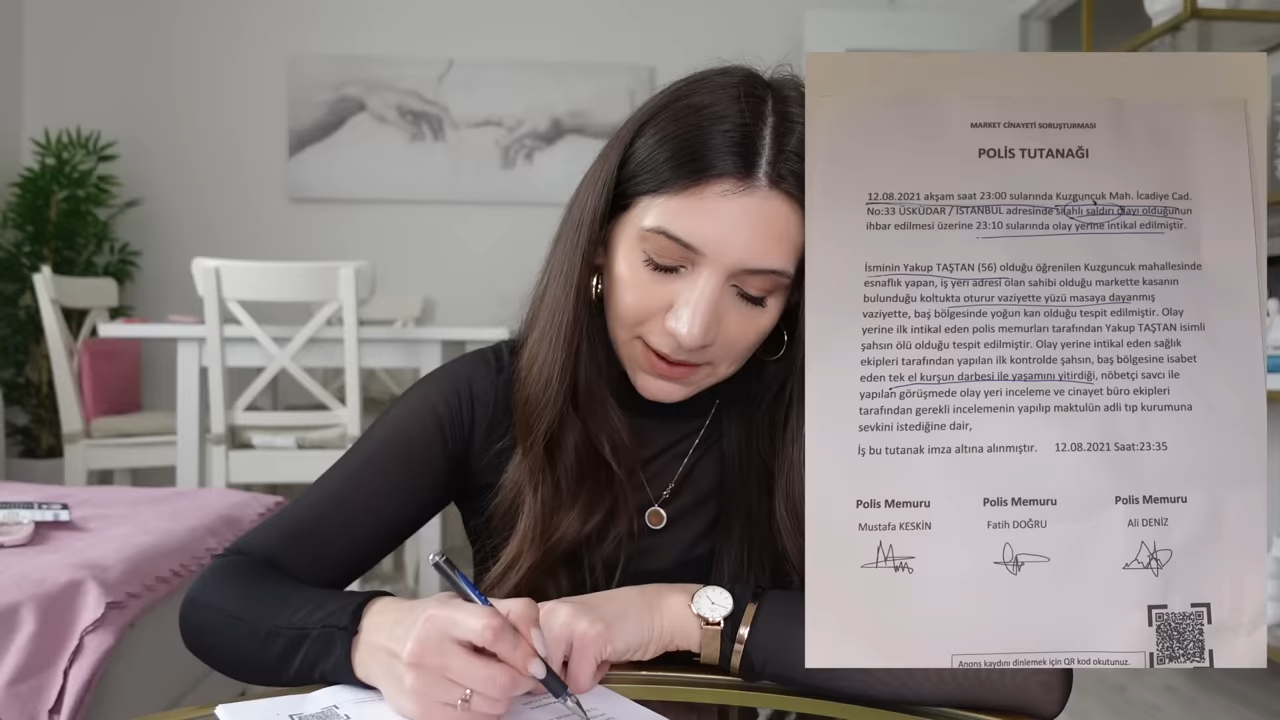 MARKET CİNAYETİ SORUŞTURMASI
POLİS TUTANAĞI
12.08.2021 akşam saat 23:00 sularında Kuzguncuk Mah. İcadiye Cad.
No:33 ÜSKÜDAR / İSTANBUL adresinde silahlı saldırı olayı olduğunun
ihbar edilmesi üzerine 23:10 sularında olay yerine intikal edilmiştir.
İsminin Yakup TAŞTAN (56) olduğu öğrenilen Kuzguncuk mahallesinde
esnaflık yapan, iş yeri adresi olan sahibi olduğu markette kasanın
bulunduğu koltukta oturur vaziyette yüzü masaya dayanmış
vaziyette, baş bölgesinde yoğun kan olduğu tespit edilmiştir. Olay
yerine ilk intikal eden polis memurları tarafından Yakup TAŞTAN isimli
şahsın ölü olduğu tespit edilmiştir. Olay yerine intikal eden sağlık
ekipleri tarafından yapılan ilk kontrolde şahsın, baş bölgesine isabet
eden tek el kurşun darbesi ile yaşamını yitirdiği, nöbetçi savcı ile
yapılan görüşmede olay yeri inceleme ve cinayet büro ekipleri
tarafından gerekli incelemenin yapılıp maktulün adli tıp kurumuna
sevkini istediğine dair,
İş bu tutanak imza altına alınmıştır. 12.08.2021 Saat:23:35
Polis Memuru Polis Memuru Polis Memuru
Mustafa KESKİN Fatih DOĞRU Ali DENİZ
Anons kaydını dinlemek için QR kod okutunuz.